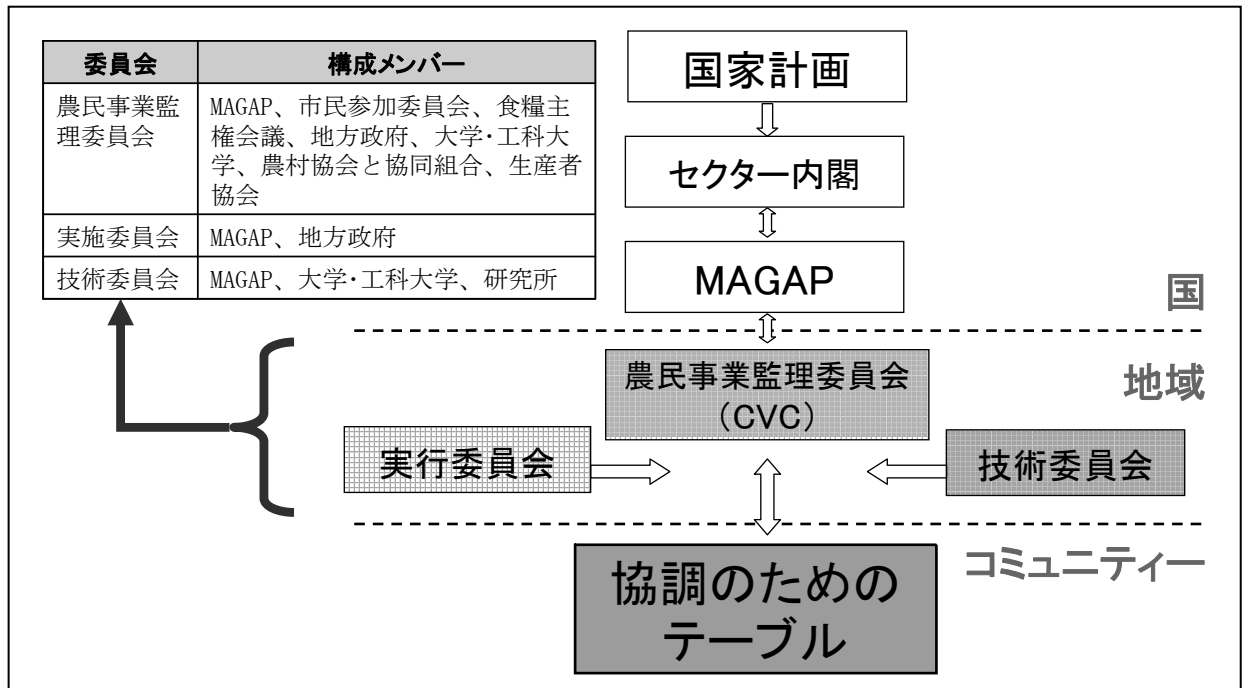 委員会 構成メンバー
農民事業監
理委員会
MAGAP、市民参加委員会、食糧主
権会議、地方政府、大学・工科大
学、農村協会と協同組合、生産者
協会
実施委員会 MAGAP、地方政府
技術委員会 MAGAP、大学・工科大学、研究所
国家計画
セクター内閣
MAGAP
国
地域
農民事業監理委員会
(CVC)
実行委員会
技術委員会
コミュニティー
協調のための
テーブル